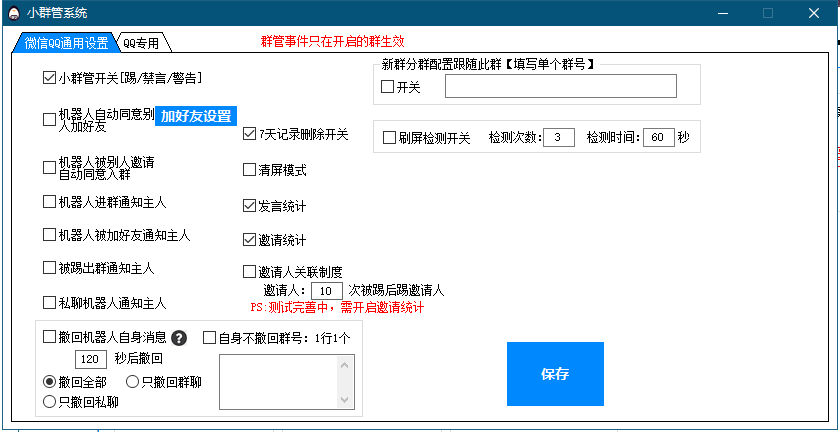 小群管系统
微信QQ通用设置
QQ专用
群管事件只在开启的群生效
小群管开关[踢/禁言/警告]
机器人自动同意别
人加好友
加好友设置
机器人被别人邀请
自动同意入群
机器人进群通知主人
机器人被加好友通知主人
被踢出群通知主人
私聊机器人通知主人
7天记录删除开关
清屏模式
发言统计
邀请统计
邀请人关联制度
邀请人: 10 次被踢后踢邀请人
PS:测试完善中，需开启邀请统计
新群分群配置跟随此群【填写单个群号】
开关
刷屏检测开关 检测次数: 3 检测时间: 60 秒
撤回机器人自身消息 ?
120 秒后撤回
撤回全部 只撤回群聊
只撤回私聊
自身不撤回群号: 1行1个
保存